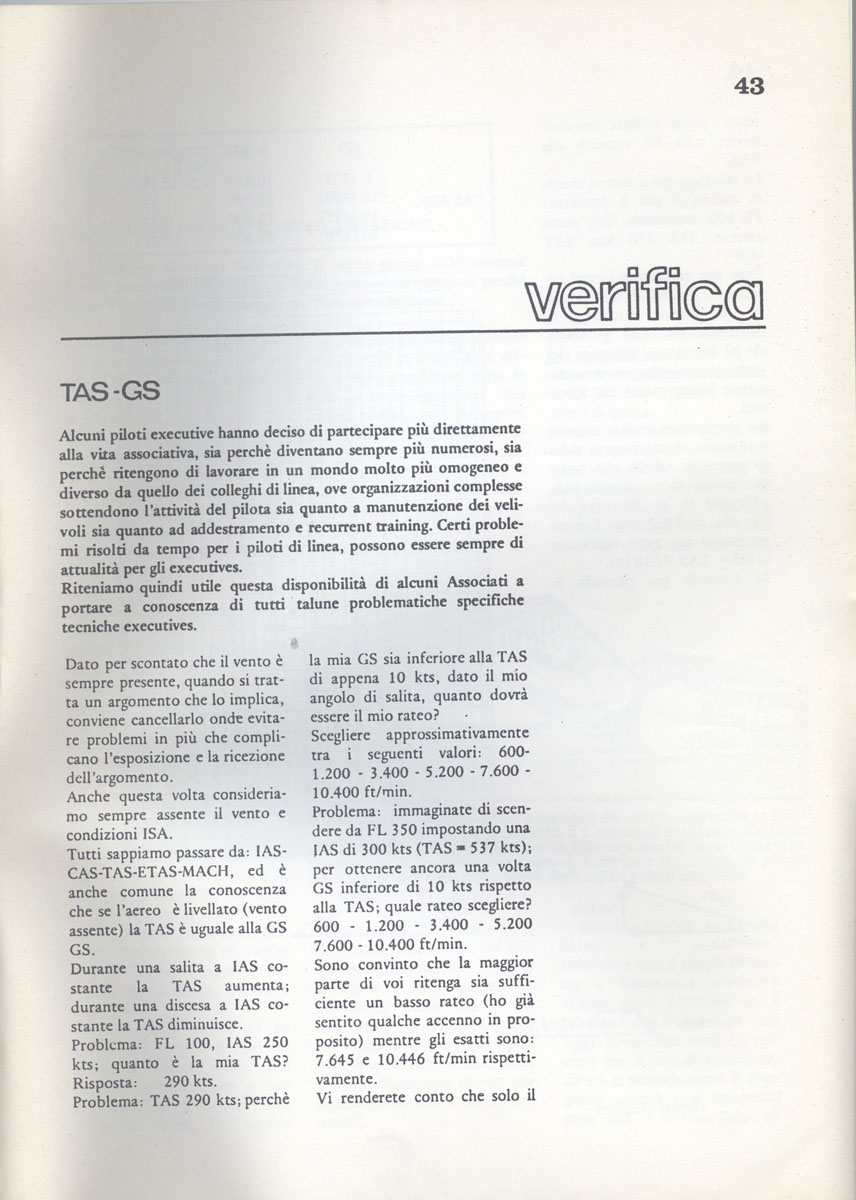 43
verifica
TAS-GS
Alcuni piloti executive hanno deciso di partecipare più direttamente
alla vita associativa, sia perchè diventano sempre più numerosi, sia
perchè ritengono di lavorare in un mondo molto più omogeneo e
diverso da quello dei colleghi di linea, ove organizzazioni complesse
sottendono l'attività del pilota sia quanto a manutenzione dei veli-
voli sia quanto ad addestramento e recurrent training. Certi proble-
mi risolti da tempo per i piloti di linea, possono essere sempre di
attualità per gli executives.
Riteniamo quindi utile questa disponibilità di alcuni Associati a
portare a conoscenza di tutti talune problematiche specifiche
tecniche executives.
Dato per scontato che il vento è
sempre presente, quando si trat-
ta un argomento che lo implica,
conviene cancellarlo onde evita-
re problemi in più che compli-
cano l'esposizione e la ricezione
dell'argomento.
Anche questa volta consideria-
mo sempre assente il vento e
condizioni ISA.
Tutti sappiamo passare da: IAS-
CAS-TAS-ETAS-MACH, ed è
anche comune la conoscenza
che se l'aereo è livellato (vento
assente) la TAS è uguale alla GS
GS.
Durante una salita a IAS co-
stante la TAS aumenta;
durante una discesa a IAS co-
stante la TAS diminuisce.
Problema: FL 100, IAS 250
kts; quanto è la mia TAS?
Risposta: 290 kts.
Problema: TAS 290 kts; perchè
la mia GS sia inferiore alla TAS
di appena 10 kts, dato il mio
angolo di salita, quanto dovrà
essere il mio rateo?
Scegliere approssimativamente
tra i seguenti valori: 600-
1.200 - 3.400 - 5.200 - 7.600 -
10.400 ft/min.
Problema: immaginate di scen-
dere da FL 350 impostando una
IAS di 300 kts (TAS = 537 kts);
per ottenere ancora una volta
GS inferiore di 10 kts rispetto
alla TAS; quale rateo scegliere?
600 - 1.200 - 3.400 - 5.200
7.600 - 10.400 ft/min.
Sono convinto che la maggior
parte di voi ritenga sia suffi-
ciente un basso rateo (ho già
sentito qualche accenno in pro-
posito) mentre gli esatti sono:
7.645 e 10.446 ft/min rispetti-
vamente.
Vi renderete conto che solo il